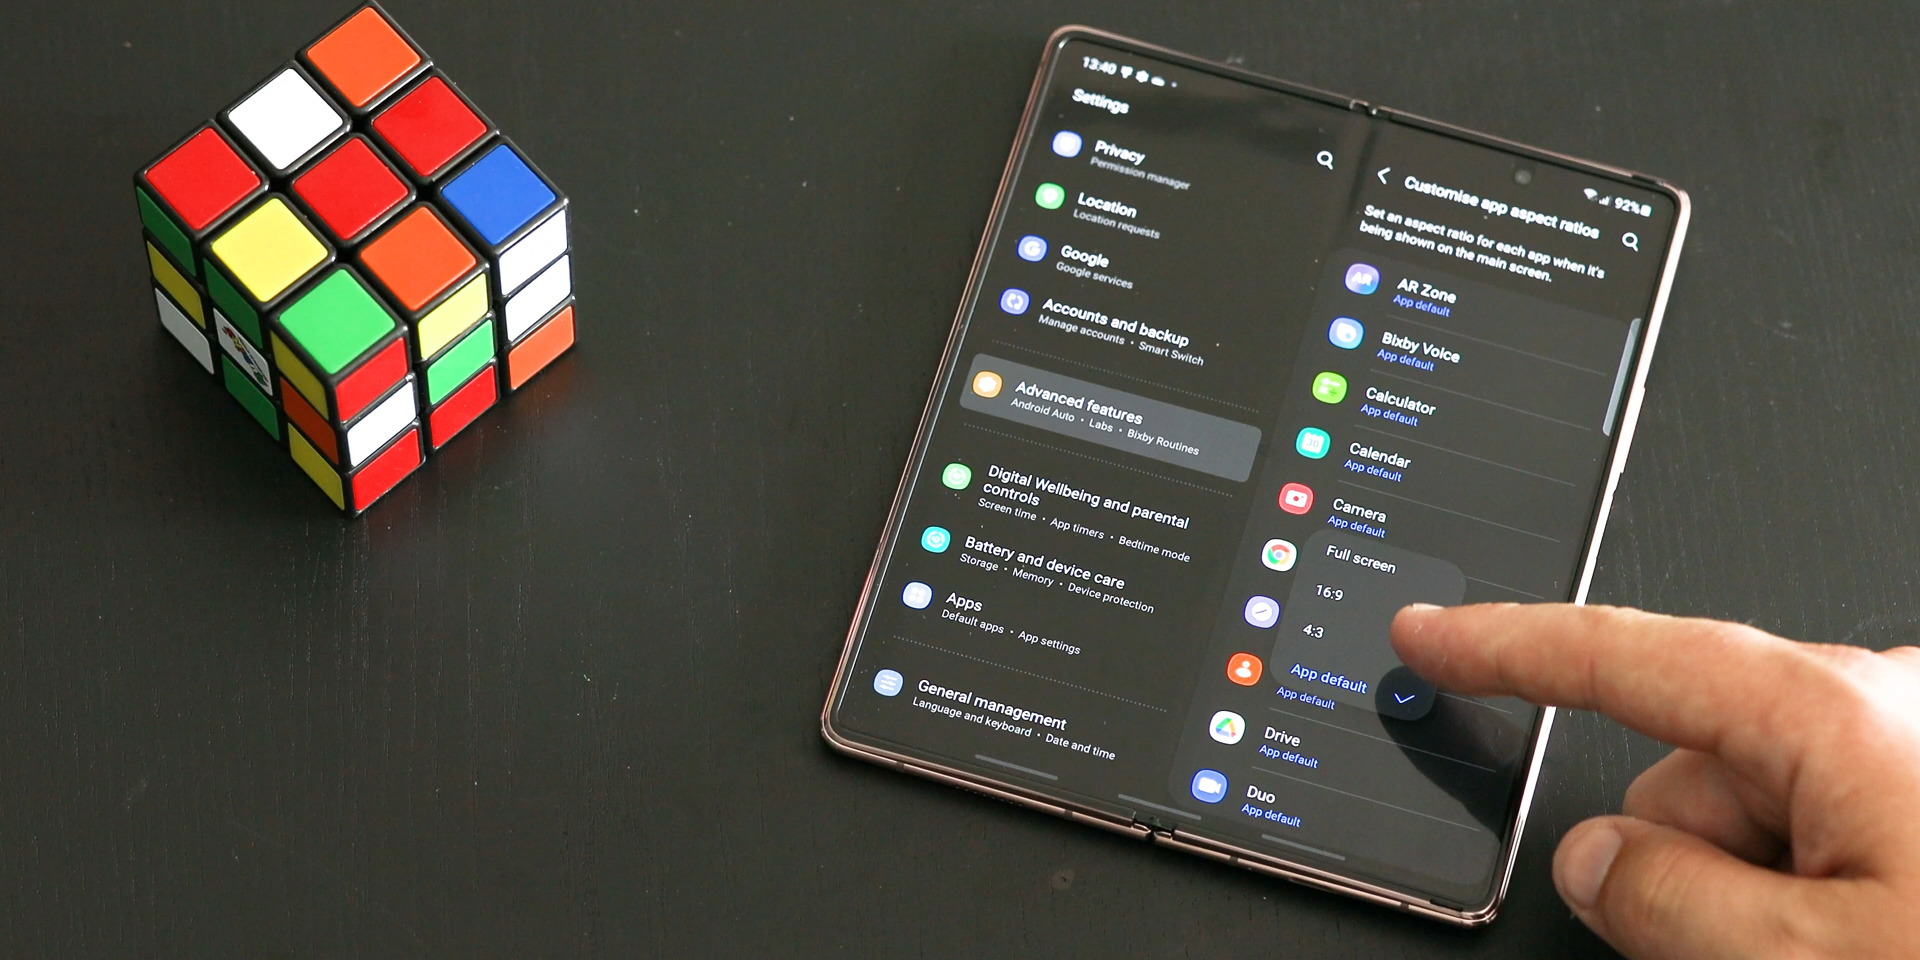 13:40
Settings
Privacy
Permission manager
Location
Location requests
Google
Google services
Accounts and backup
Manage accounts • Smart Switch
Advanced features
Android Auto • Labs • Bixby Routines
Digital Wellbeing and parental
controls
Screen time • App timers • Bedtime mode
Battery and device care
Storage • Memory • Device protection
Apps
Default apps • App settings
General management
Language and keyboard • Date and time
92%
Customise app aspect ratios
Set an aspect ratio for each app when it's
being shown on the main screen.
AR
AR Zone
App default
Bixby Voice
App default
Calculator
App default
Calendar
App default
Camera
App default
Full screen
16:9
4:3
App default
App default
Drive
App default
Duo
App default